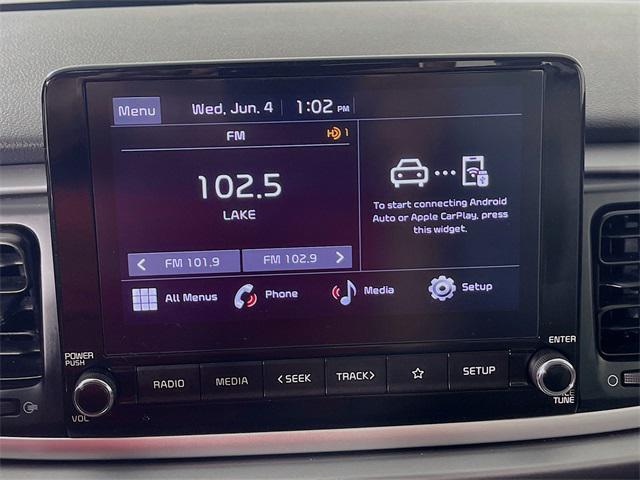 Menu Wed, Jun. 4 1:02 PM
FM HD 1
102.5
LAKE
To start connecting Android
Auto or Apple CarPlay, press
this widget.
< FM 101.9 FM 102.9 >
All Menus Phone Media Setup
POWER
PUSH
VOL
RADIO MEDIA <SEEK TRACK> ☆ SETUP
ENTER
TUNE